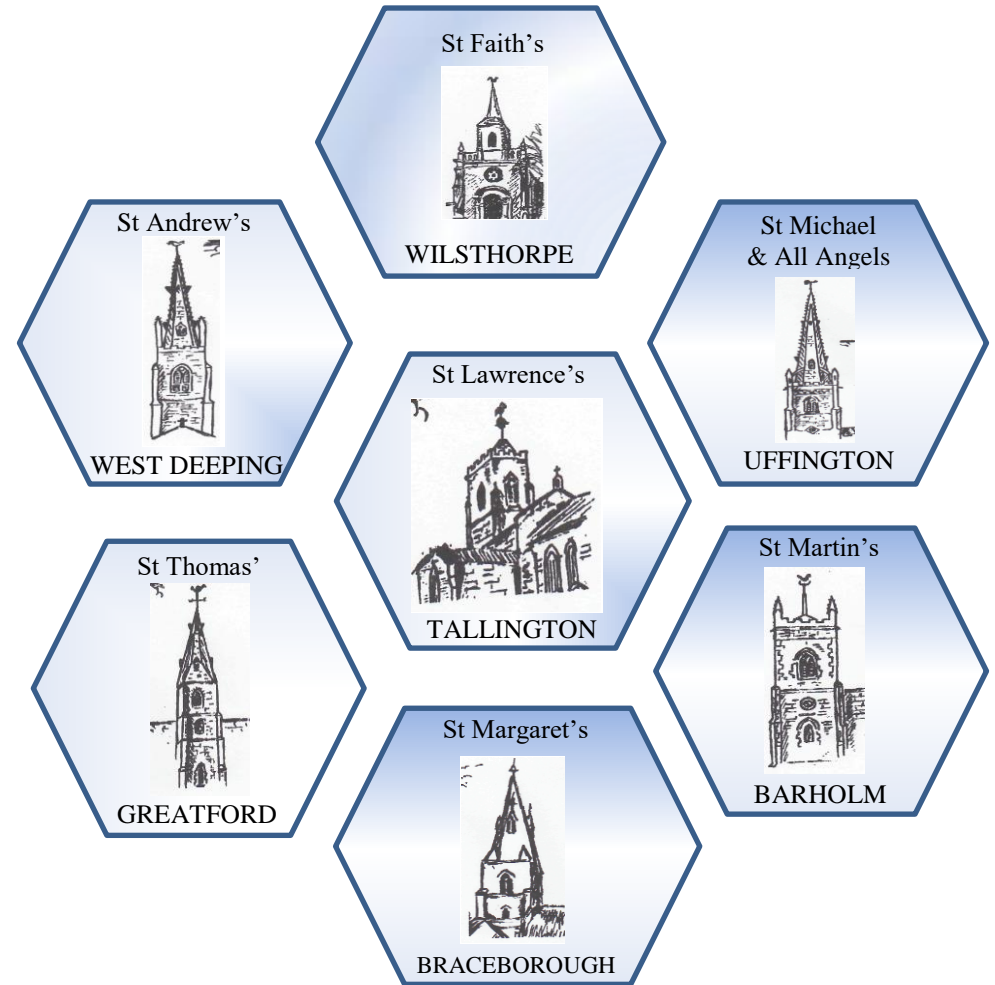 St Faith’s
WILSTHORPE
St Andrew’s
WEST DEEPING
St Michael
& All Angels
UFFINGTON
St Lawrence’s
TALLINGTON
St Thomas’
GREATFORD
St Martin’s
BARHOLM
St Margaret’s
BRACEBOROUGH